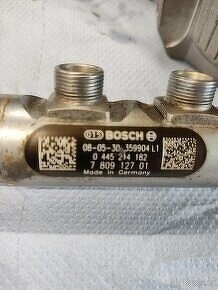 BOSCH
08-05-30 359904 L1
0 445 214 182
7 809 127 01
Made in Germany